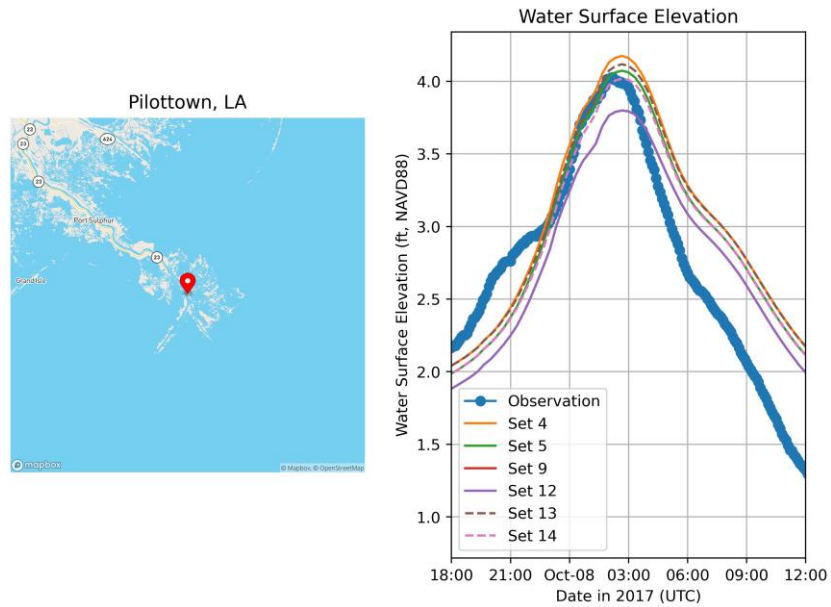 Pilottown, LA
23
624
23
23
Port Sulphur
23
Grand Isle
mapbox
© Mapbox, © OpenStreetMap
Water Surface Elevation
Water Surface Elevation (ft, NAVD88)
4.0
3.5
3.0
2.5
2.0
1.5
1.0
Observation
Set 4
Set 5
Set 9
Set 12
Set 13
Set 14
18:00 21:00 Oct-08 03:00 06:00 09:00 12:00
Date in 2017 (UTC)